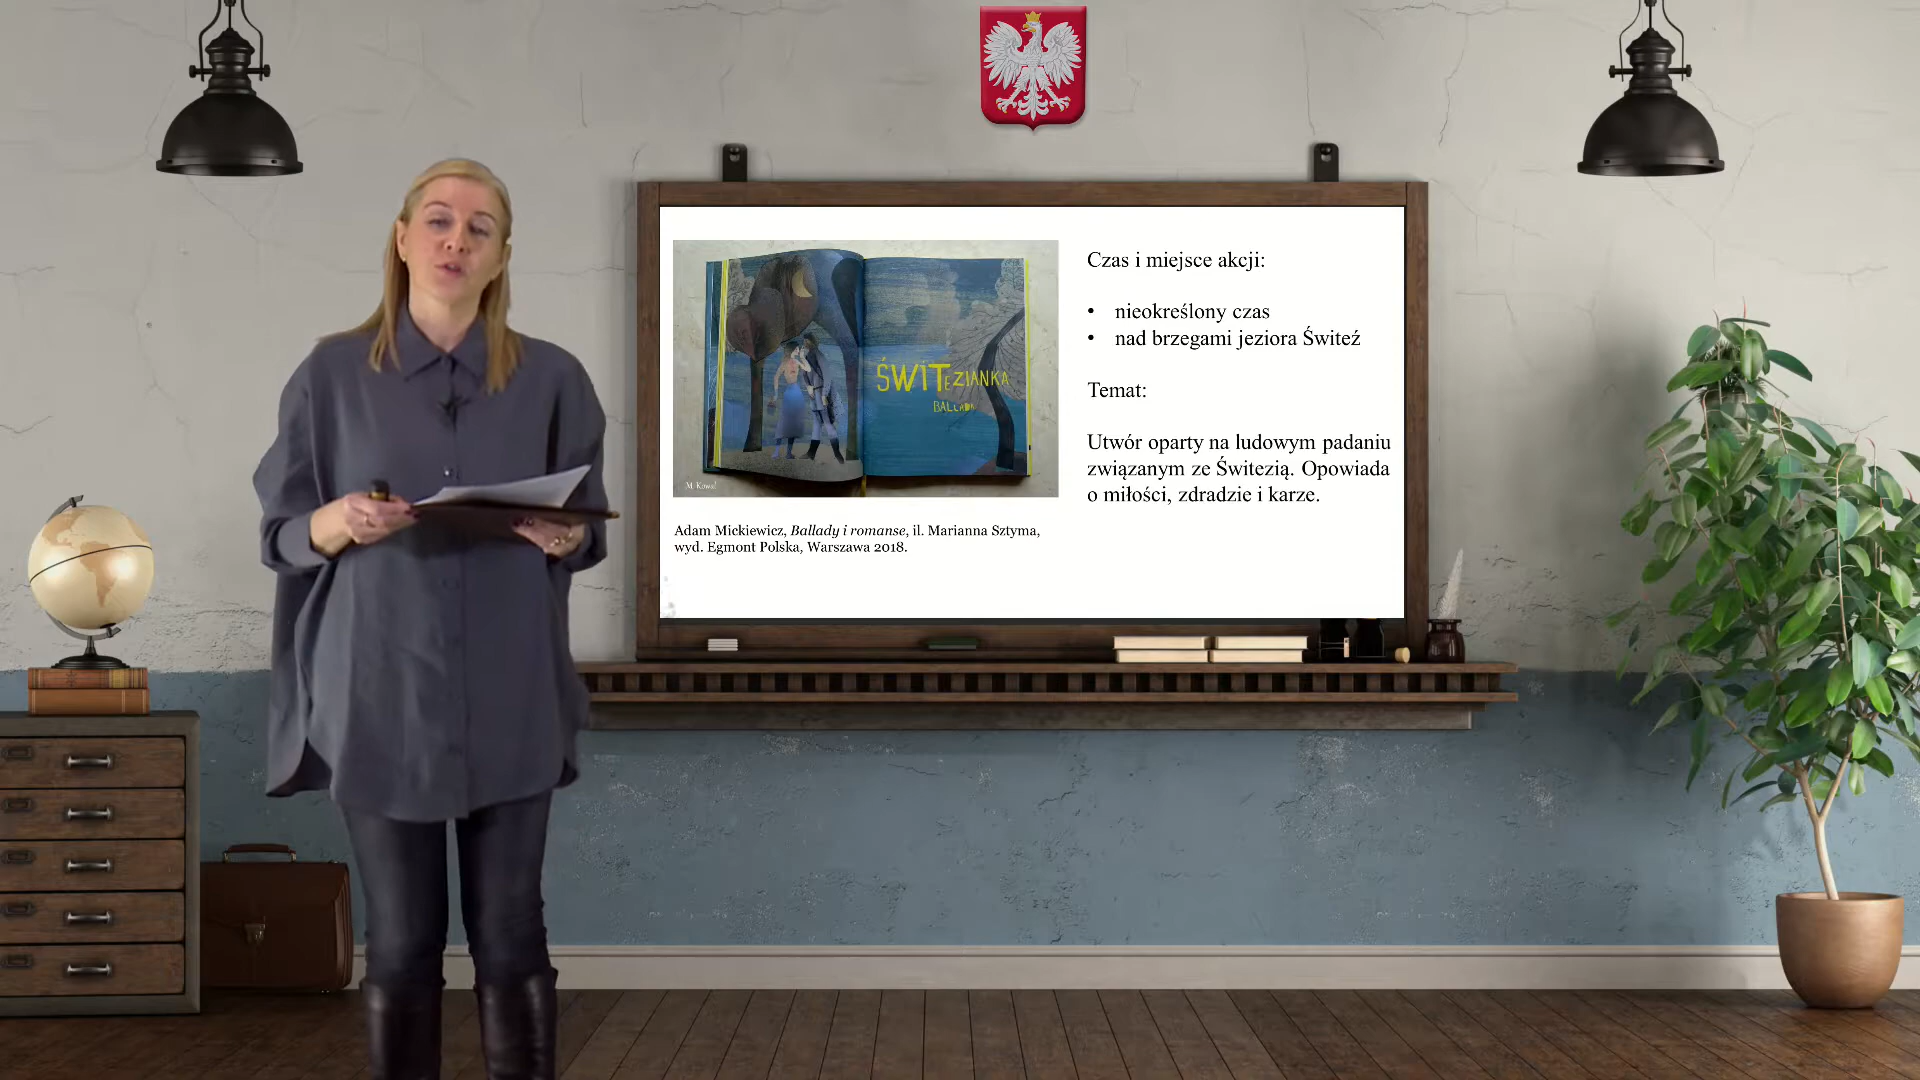 ŚWITEZIANKA
BALLADA
M. Kowal
Adam Mickiewicz, Ballady i romanse, il. Marianna Sztyma,
wyd. Egmont Polska, Warszawa 2018.
Czas i miejsce akcji:
• nieokreślony czas
• nad brzegami jeziora Świteź
Temat:
Utwór oparty na ludowym padaniu
związanym ze Świtezią. Opowiada
o miłości, zdradzie i karze.